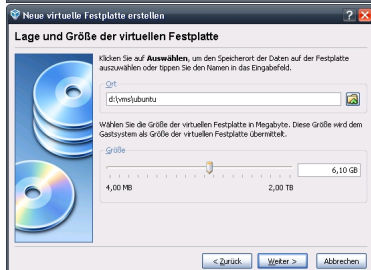 Neue virtuelle Festplatte erstellen
Lage und Größe der virtuellen Festplatte
Klicken Sie auf Auswählen, um den Speicherort der Daten auf der Festplatte
auszuwählen oder tippen Sie den Namen in das Eingabefeld.
Ort
d:\vms\ubuntu
Wählen Sie die Größe der virtuellen Festplatte in Megabyte. Diese Größe wird dem
Gastsystem als Größe der virtuellen Festplatte übermittelt.
Größe
6,10 GB
4,00 MB 2,00 TB
< Zurück Weiter > Abbrechen